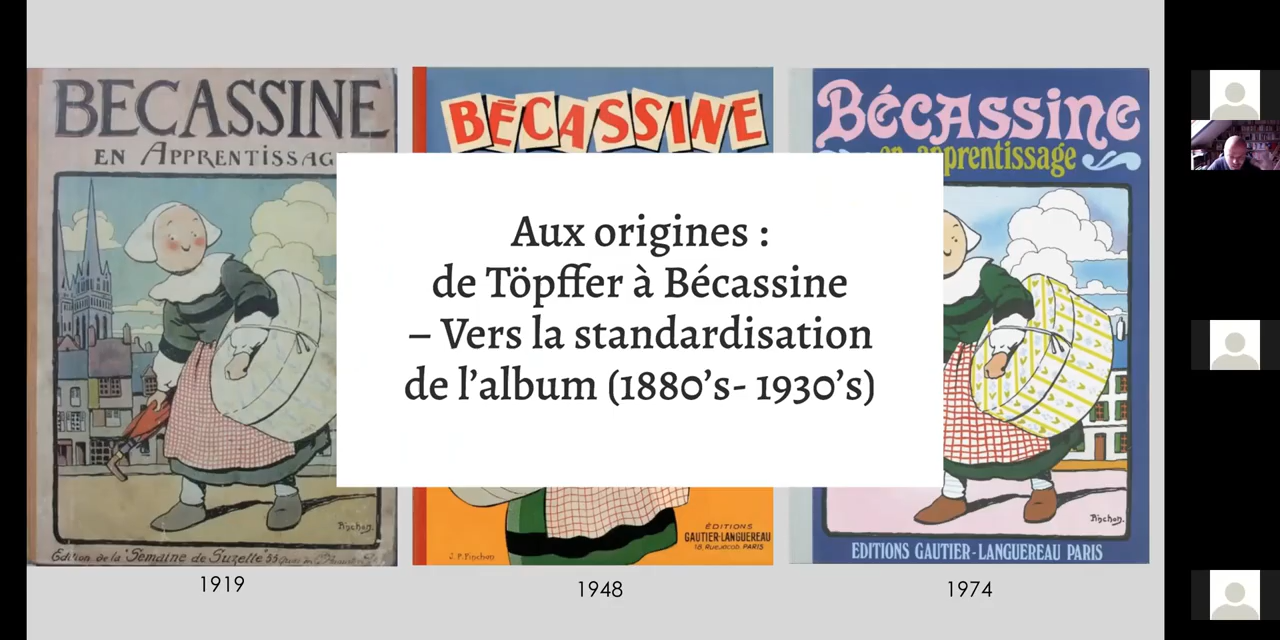 BECASSINE
EN APPRENTISSAG
Pinchon.
Edition de la "Semaine de Suzette" 55
1919
BÉCASSINE
J.P. Pinchon
ÉDITIONS
GAUTIER-LANGUEREAU
18, Rue Jacob PARIS
1948
Bécassine
en apprentissage
Pinchon.
EDITIONS GAUTIER-LANGUEREAU PARIS
1974
Aux origines :
de Töpffer à Bécassine
– Vers la standardisation
de l’album (1880’s- 1930’s)